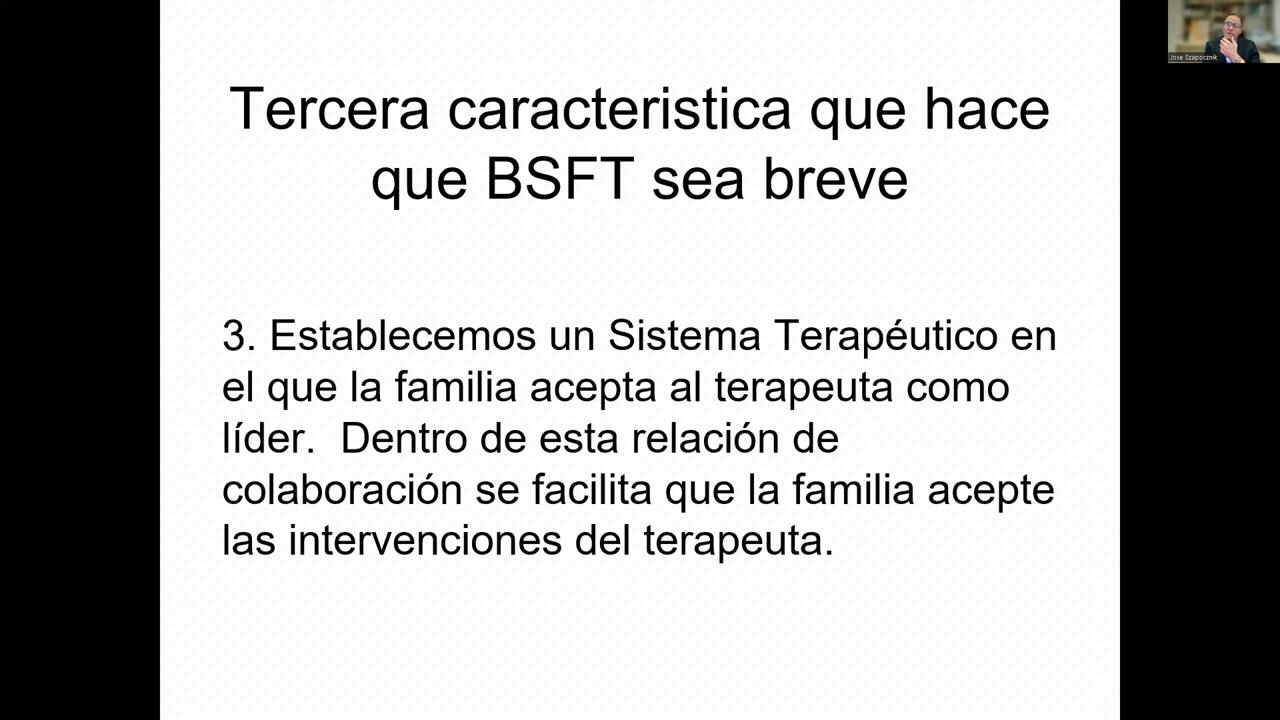 Tercera caracteristica que hace
que BSFT sea breve
3. Establecemos un Sistema Terapéutico en
el que la familia acepta al terapeuta como
líder.  Dentro de esta relación de
colaboración se facilita que la familia acepte
las intervenciones del terapeuta.
Jose Szapocznik